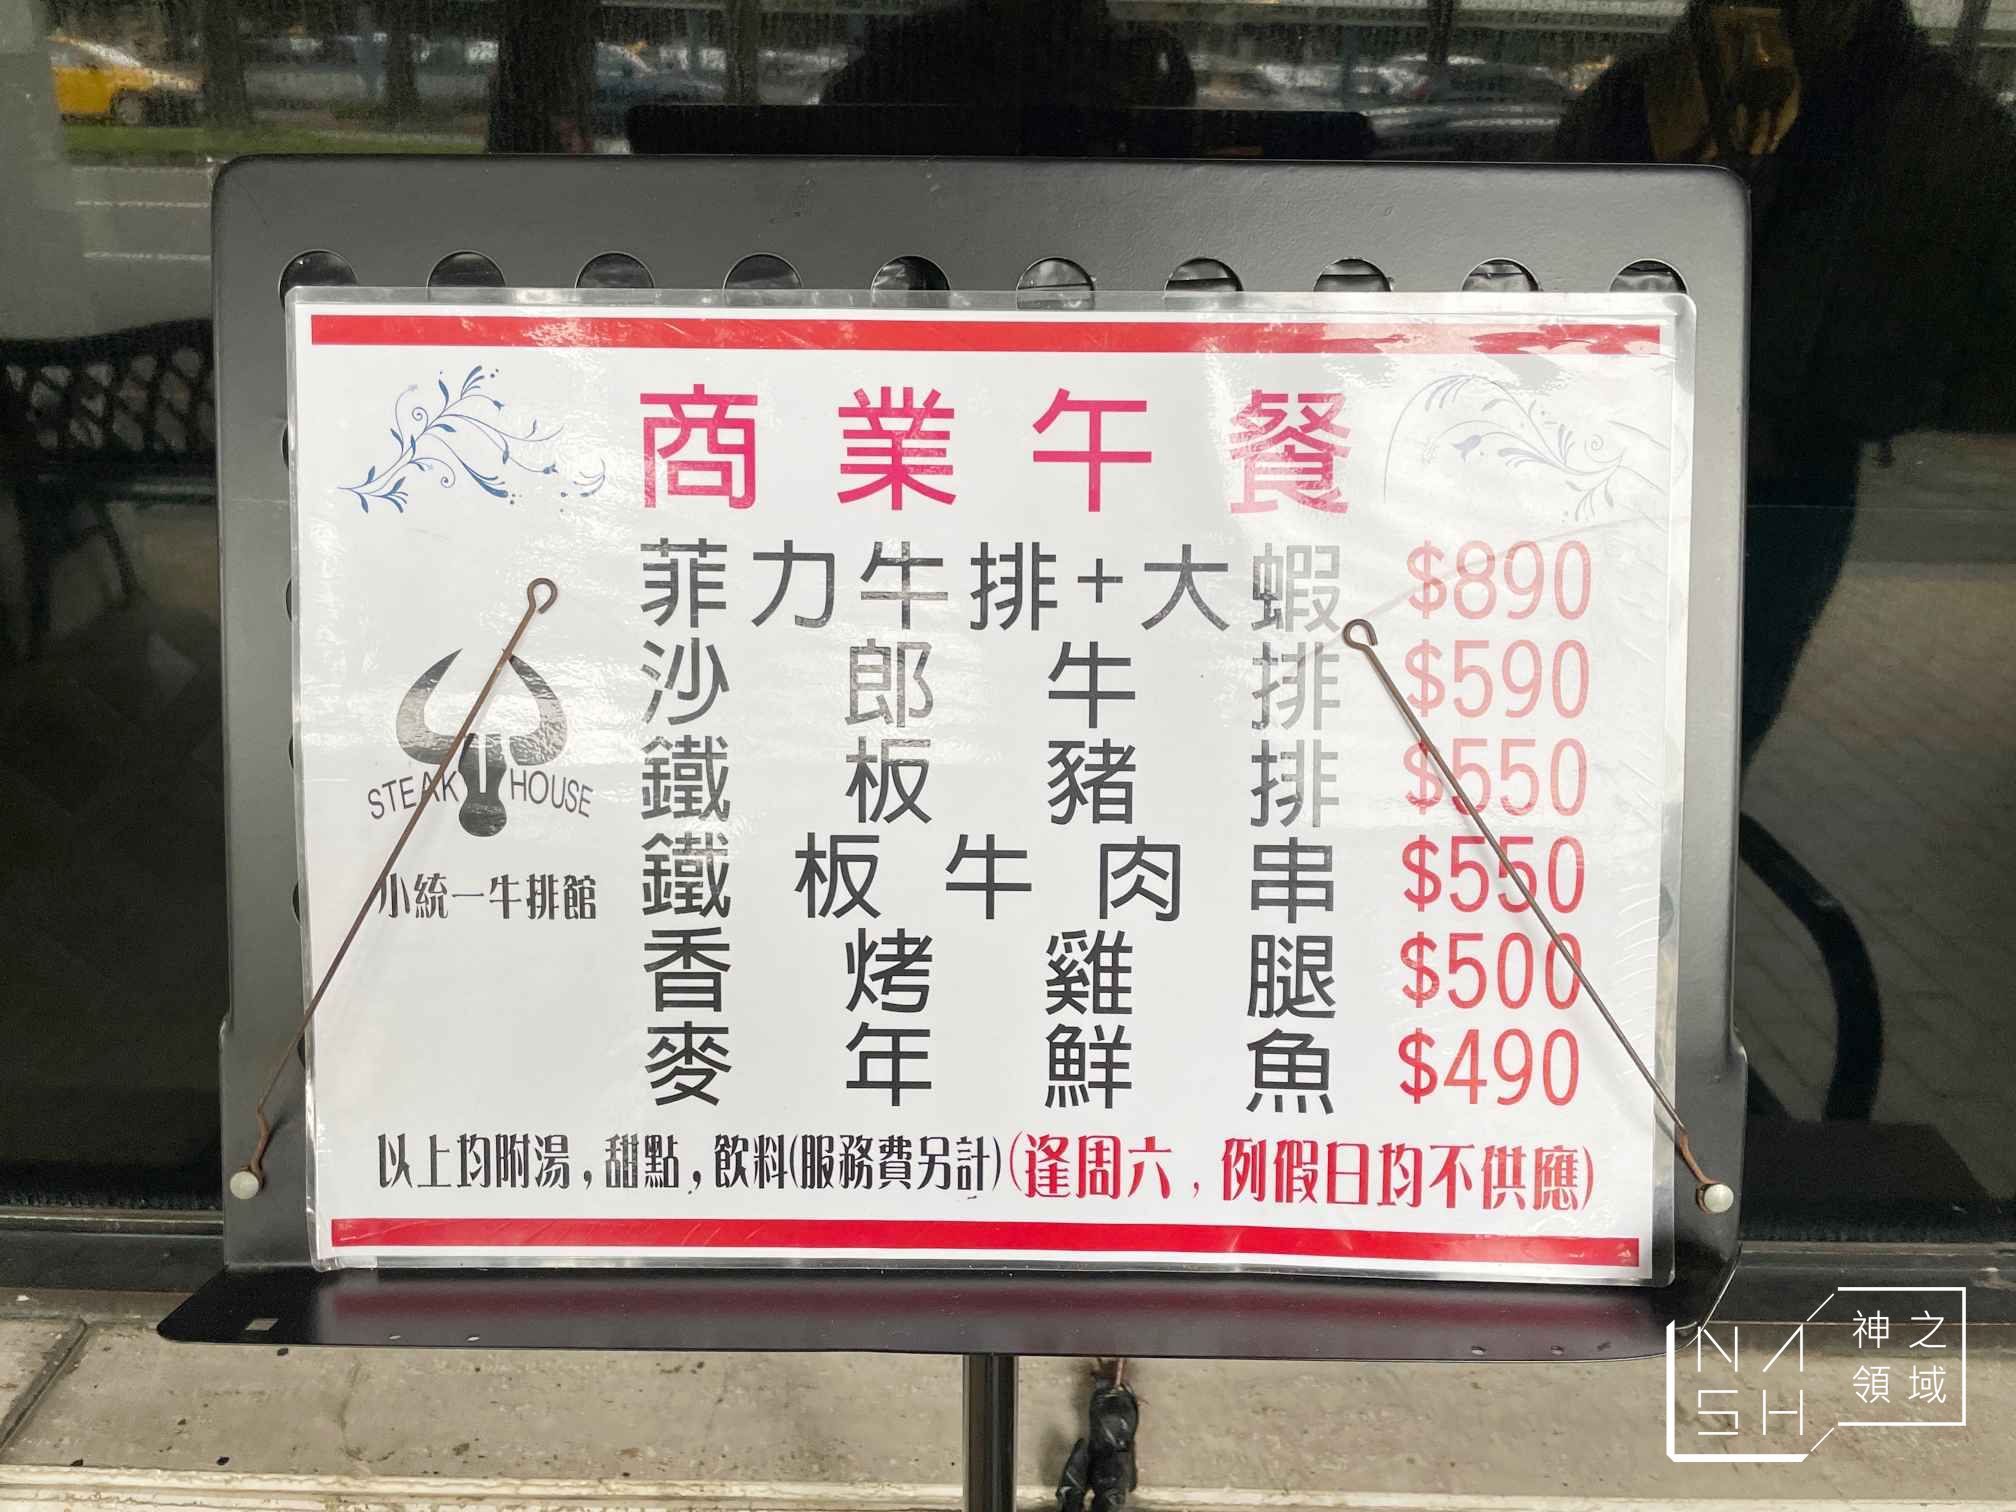 商業午餐
菲力牛排+大蝦 $890
沙郎牛排 $590
鐵板豬排 $550
鐵板牛肉串 $550
香烤雞腿 $500
麥年鮮魚 $490
STEAK HOUSE
小統一牛排館
以上均附湯,甜點,飲料(服務費另計)(逢周六,例假日均不供應)
NASH
神之領域